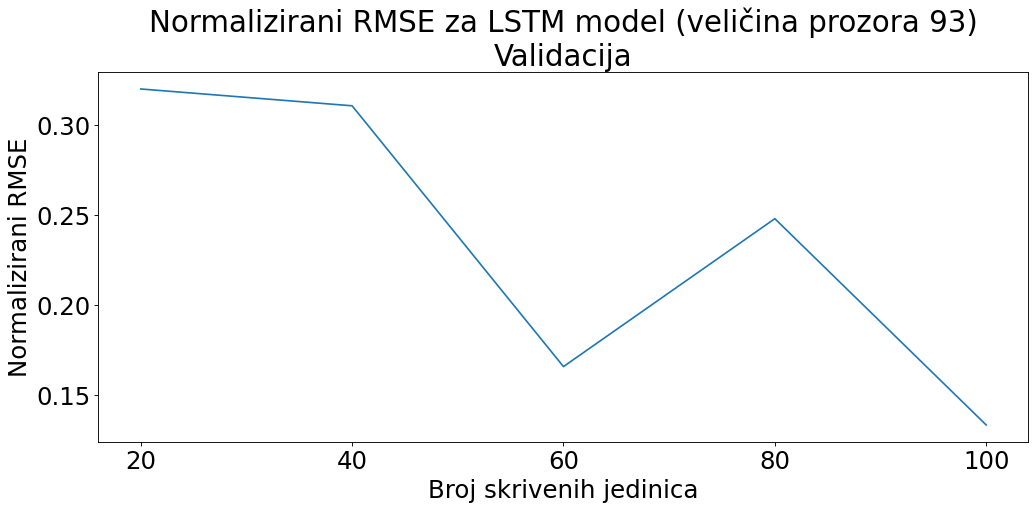 Normalizirani RMSE za LSTM model (veličina prozora 93)
Validacija
Normalizirani RMSE
0.30
0.25
0.20
0.15
20 40 60 80 100
Broj skrivenih jedinica